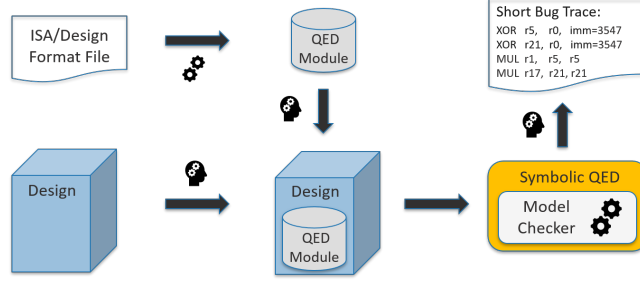 ISA/Design
Format File
QED
Module
Short Bug Trace:
XOR r5, r0, imm=3547
XOR r21, r0, imm=3547
MUL r1, r5, r5
MUL r17, r21, r21
Design
Design
QED
Module
Symbolic QED
Model
Checker